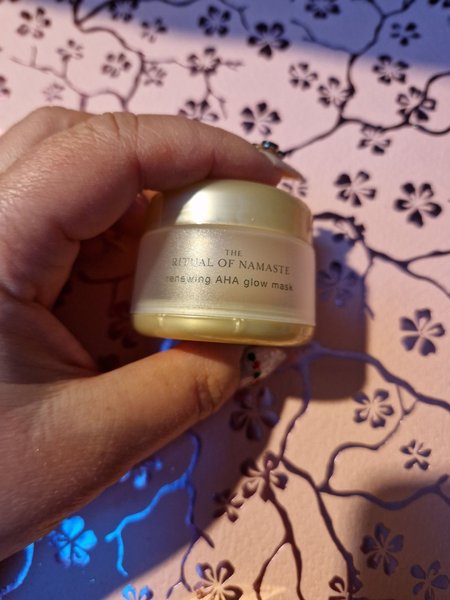 THE
RITUAL OF NAMASTE
renewing AHA glow mask